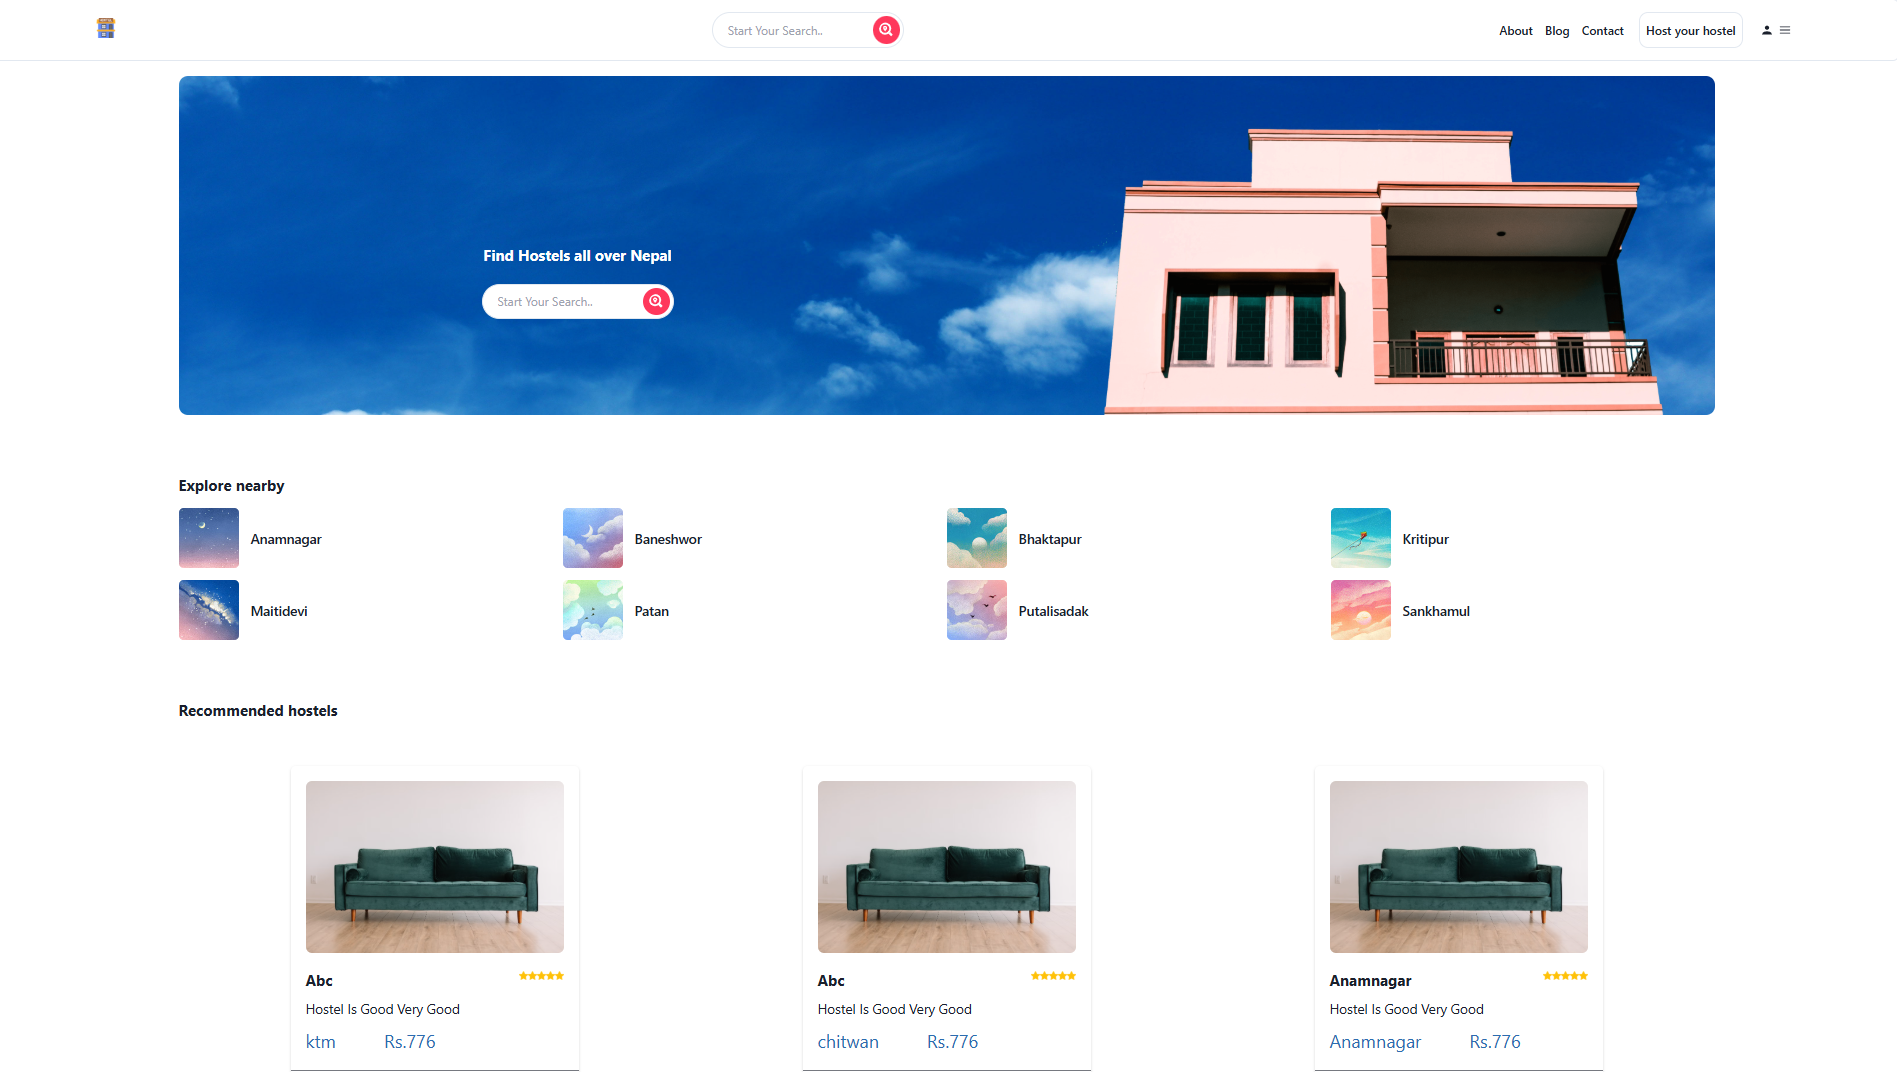 Start Your Search..
About Blog Contact Host your hostel
Find Hostels all over Nepal
Start Your Search..
Explore nearby
Anamnagar Baneshwor Bhaktapur Kritipur
Maitidevi Patan Putalisadak Sankhamul
Recommended hostels
Abc
Hostel Is Good Very Good
ktm Rs.776
Abc
Hostel Is Good Very Good
chitwan Rs.776
Anamnagar
Hostel Is Good Very Good
Anamnagar Rs.776